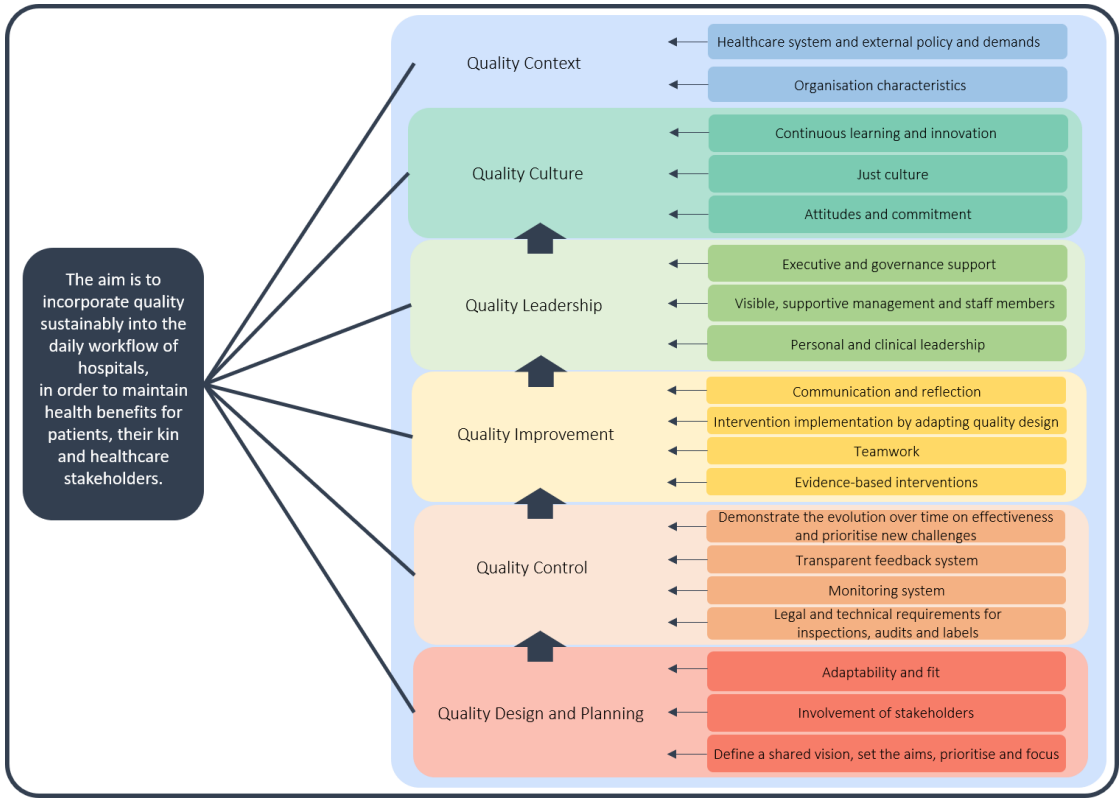 The aim is to
incorporate quality
sustainably into the
daily workflow of
hospitals,
in order to maintain
health benefits for
patients, their kin
and healthcare
stakeholders.
Quality Context
Healthcare system and external policy and demands
Organisation characteristics
Quality Culture
Continuous learning and innovation
Just culture
Attitudes and commitment
Quality Leadership
Executive and governance support
Visible, supportive management and staff members
Personal and clinical leadership
Quality Improvement
Communication and reflection
Intervention implementation by adapting quality design
Teamwork
Evidence-based interventions
Quality Control
Demonstrate the evolution over time on effectiveness
and prioritise new challenges
Transparent feedback system
Monitoring system
Legal and technical requirements for
inspections, audits and labels
Quality Design and Planning
Adaptability and fit
Involvement of stakeholders
Define a shared vision, set the aims, prioritise and focus